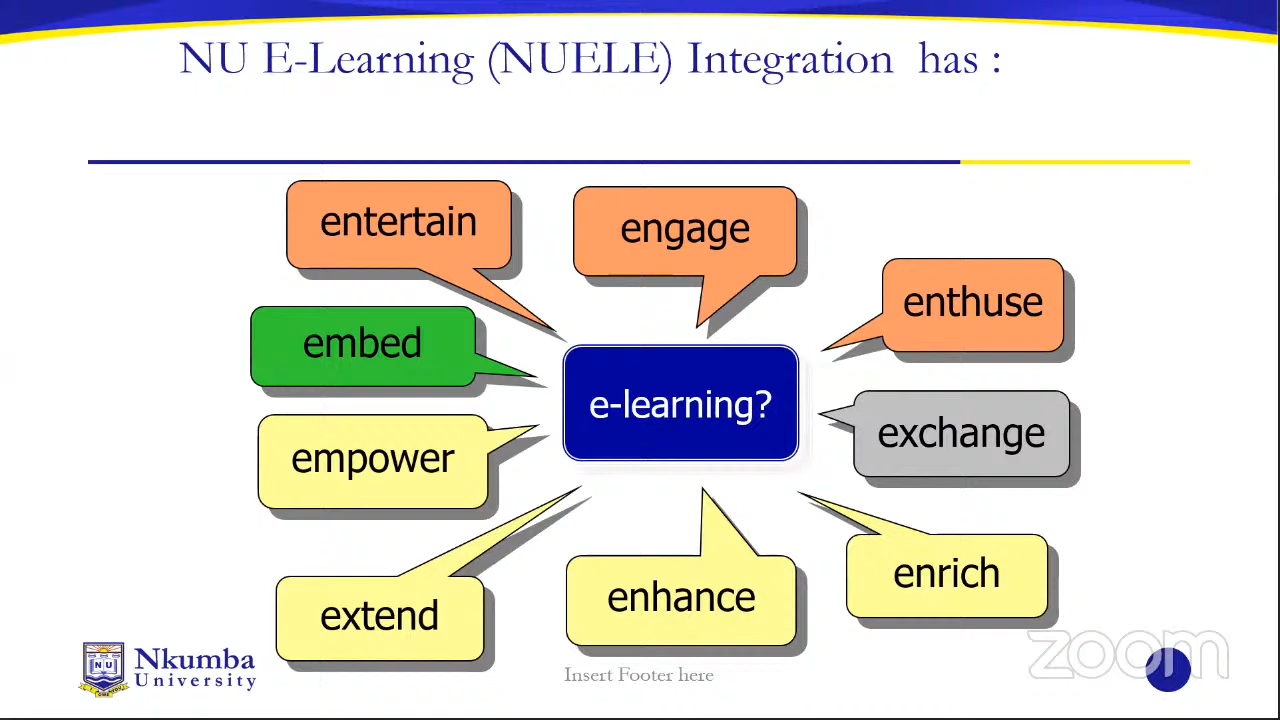 NU E-Learning (NUELE) Integration has :
entertain
engage
enthuse
embed
e-learning?
exchange
empower
enrich
enhance
extend
Nkumba
University
Insert Footer here
zoom